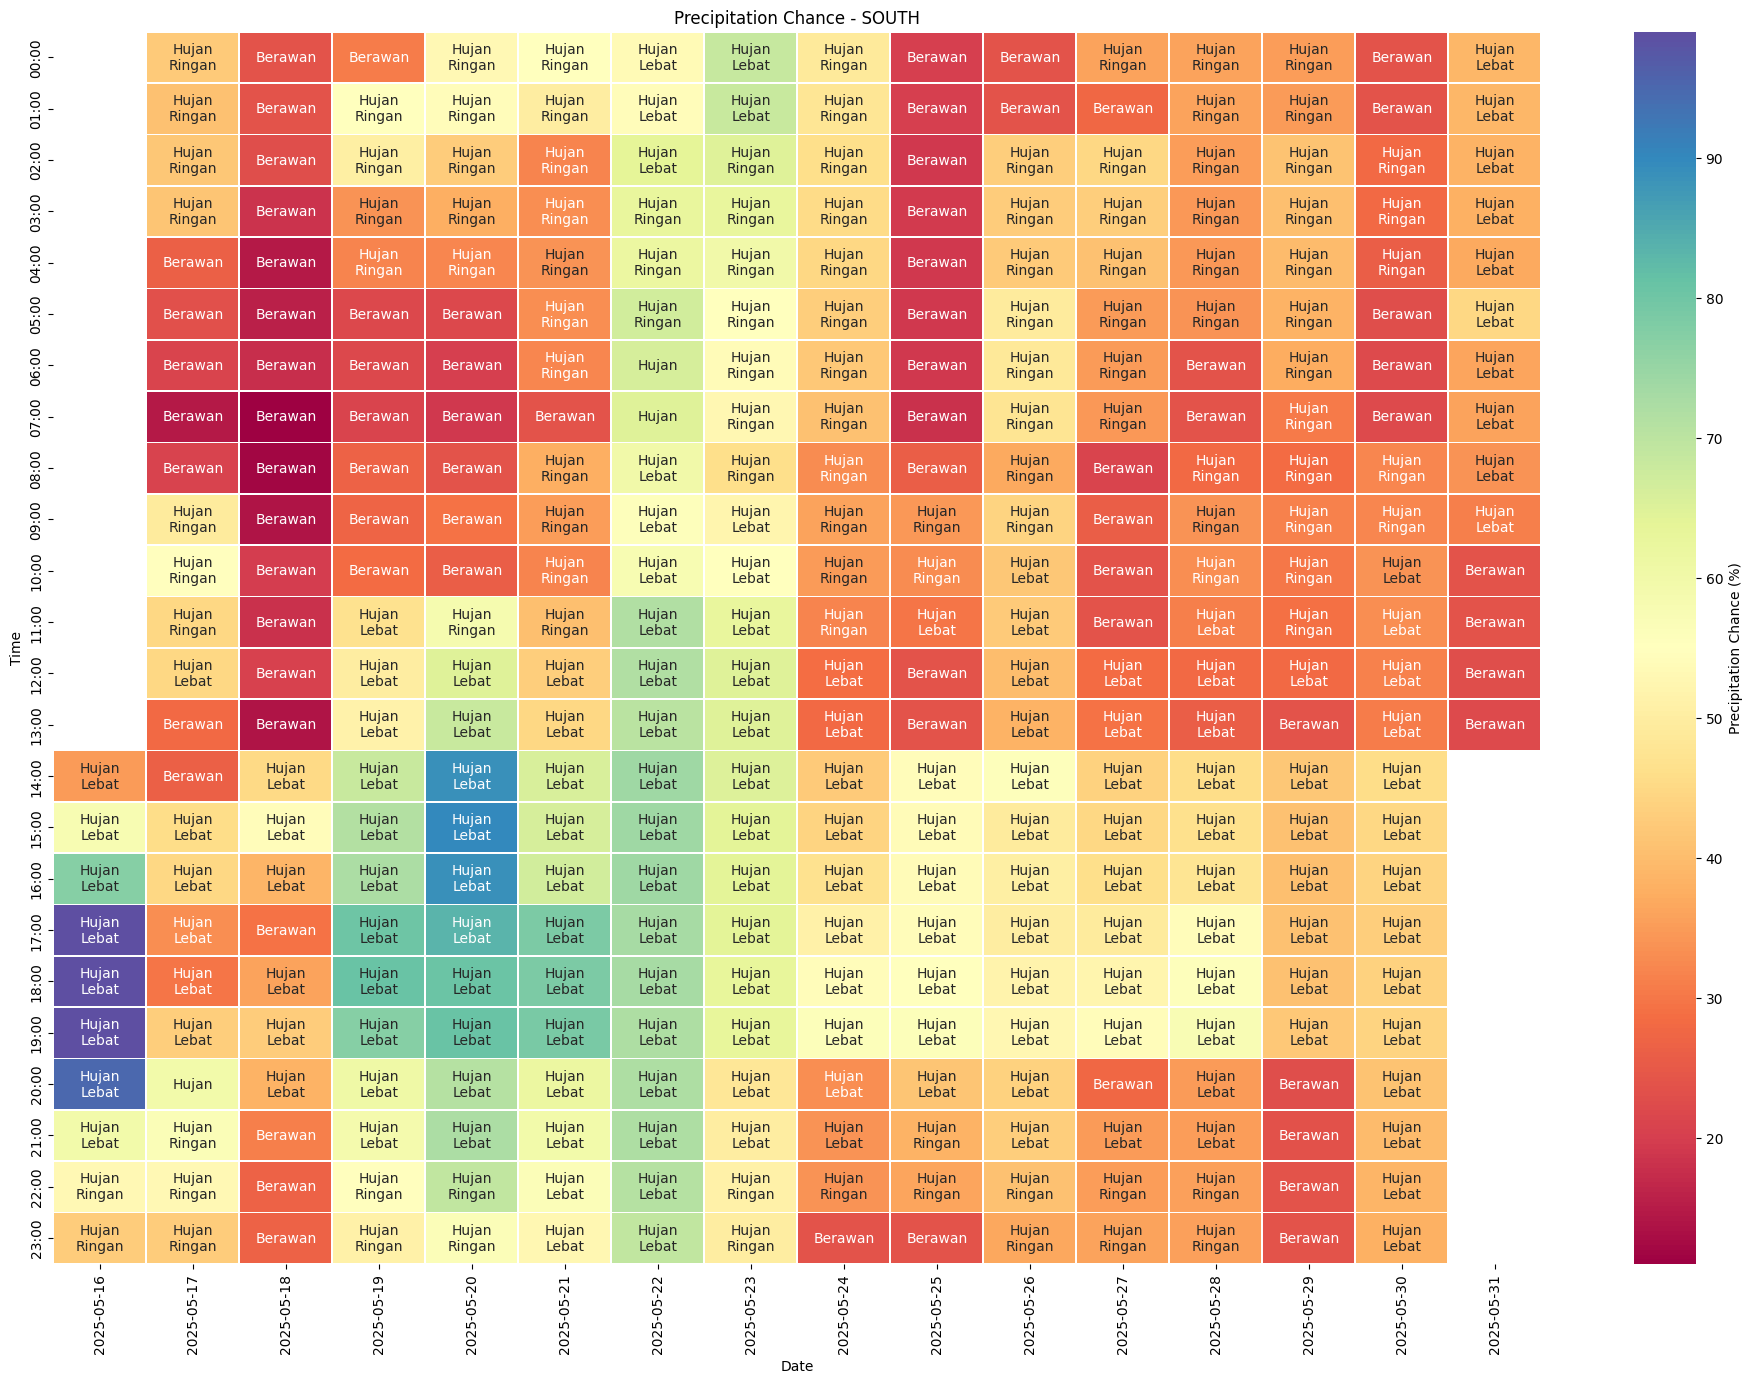 Precipitation Chance - SOUTH
00:00 Hujan Ringan Berawan Berawan Hujan Ringan Hujan Ringan Hujan Lebat Hujan Lebat Hujan Ringan Berawan Berawan Hujan Ringan Hujan Ringan Hujan Ringan Berawan Hujan Lebat
01:00 Hujan Ringan Berawan Hujan Ringan Hujan Ringan Hujan Ringan Hujan Lebat Hujan Lebat Hujan Ringan Berawan Berawan Berawan Hujan Ringan Hujan Ringan Berawan Hujan Lebat
02:00 Hujan Ringan Berawan Hujan Ringan Hujan Ringan Hujan Ringan Hujan Lebat Hujan Ringan Hujan Ringan Berawan Hujan Ringan Hujan Ringan Hujan Ringan Hujan Ringan Hujan Ringan Hujan Lebat
03:00 Hujan Ringan Berawan Hujan Ringan Hujan Ringan Hujan Ringan Hujan Ringan Hujan Ringan Hujan Ringan Berawan Hujan Ringan Hujan Ringan Hujan Ringan Hujan Ringan Hujan Ringan Hujan Lebat
04:00 Berawan Berawan Hujan Ringan Hujan Ringan Hujan Ringan Hujan Ringan Hujan Ringan Hujan Ringan Berawan Hujan Ringan Hujan Ringan Hujan Ringan Hujan Ringan Hujan Ringan Hujan Lebat
05:00 Berawan Berawan Berawan Berawan Hujan Ringan Hujan Ringan Hujan Ringan Hujan Ringan Berawan Hujan Ringan Hujan Ringan Hujan Ringan Hujan Ringan Berawan Hujan Lebat
06:00 Berawan Berawan Berawan Berawan Hujan Ringan Hujan Hujan Ringan Hujan Ringan Berawan Hujan Ringan Hujan Ringan Berawan Hujan Ringan Berawan Hujan Lebat
07:00 Berawan Berawan Berawan Berawan Berawan Hujan Hujan Ringan Hujan Ringan Berawan Hujan Ringan Hujan Ringan Berawan Hujan Ringan Berawan Hujan Lebat
08:00 Berawan Berawan Berawan Berawan Hujan Ringan Hujan Lebat Hujan Ringan Hujan Ringan Berawan Hujan Ringan Berawan Hujan Ringan Hujan Ringan Hujan Ringan Hujan Lebat
09:00 Hujan Ringan Berawan Berawan Berawan Hujan Ringan Hujan Lebat Hujan Lebat Hujan Ringan Hujan Ringan Hujan Ringan Berawan Hujan Ringan Hujan Ringan Hujan Ringan Hujan Lebat
10:00 Hujan Ringan Berawan Berawan Berawan Hujan Ringan Hujan Lebat Hujan Lebat Hujan Ringan Hujan Ringan Hujan Lebat Berawan Hujan Ringan Hujan Ringan Hujan Lebat Berawan
11:00 Hujan Ringan Berawan Hujan Lebat Hujan Ringan Hujan Ringan Hujan Lebat Hujan Lebat Hujan Ringan Hujan Lebat Hujan Lebat Berawan Hujan Lebat Hujan Ringan Hujan Lebat Berawan
12:00 Hujan Lebat Berawan Hujan Lebat Hujan Lebat Hujan Lebat Hujan Lebat Hujan Lebat Hujan Lebat Berawan Hujan Lebat Hujan Lebat Hujan Lebat Hujan Lebat Hujan Lebat Berawan
13:00 Berawan Berawan Hujan Lebat Hujan Lebat Hujan Lebat Hujan Lebat Hujan Lebat Hujan Lebat Berawan Hujan Lebat Hujan Lebat Hujan Lebat Berawan Hujan Lebat Berawan
14:00 Hujan Lebat Berawan Hujan Lebat Hujan Lebat Hujan Lebat Hujan Lebat Hujan Lebat Hujan Lebat Hujan Lebat Hujan Lebat Hujan Lebat Hujan Lebat Hujan Lebat Hujan Lebat Hujan Lebat
15:00 Hujan Lebat Hujan Lebat Hujan Lebat Hujan Lebat Hujan Lebat Hujan Lebat Hujan Lebat Hujan Lebat Hujan Lebat Hujan Lebat Hujan Lebat Hujan Lebat Hujan Lebat Hujan Lebat Hujan Lebat
16:00 Hujan Lebat Hujan Lebat Hujan Lebat Hujan Lebat Hujan Lebat Hujan Lebat Hujan Lebat Hujan Lebat Hujan Lebat Hujan Lebat Hujan Lebat Hujan Lebat Hujan Lebat Hujan Lebat Hujan Lebat
17:00 Hujan Lebat Hujan Lebat Berawan Hujan Lebat Hujan Lebat Hujan Lebat Hujan Lebat Hujan Lebat Hujan Lebat Hujan Lebat Hujan Lebat Hujan Lebat Hujan Lebat Hujan Lebat Hujan Lebat
18:00 Hujan Lebat Hujan Lebat Hujan Lebat Hujan Lebat Hujan Lebat Hujan Lebat Hujan Lebat Hujan Lebat Hujan Lebat Hujan Lebat Hujan Lebat Hujan Lebat Hujan Lebat Hujan Lebat Hujan Lebat
19:00 Hujan Lebat Hujan Lebat Hujan Lebat Hujan Lebat Hujan Lebat Hujan Lebat Hujan Lebat Hujan Lebat Hujan Lebat Hujan Lebat Hujan Lebat Hujan Lebat Hujan Lebat Hujan Lebat Hujan Lebat
20:00 Hujan Lebat Hujan Hujan Lebat Hujan Lebat Hujan Lebat Hujan Lebat Hujan Lebat Hujan Lebat Hujan Lebat Hujan Lebat Hujan Lebat Berawan Hujan Lebat Berawan Hujan Lebat
21:00 Hujan Lebat Hujan Ringan Berawan Hujan Lebat Hujan Lebat Hujan Lebat Hujan Lebat Hujan Lebat Hujan Lebat Hujan Ringan Hujan Lebat Hujan Lebat Hujan Lebat Berawan Hujan Lebat
22:00 Hujan Ringan Hujan Ringan Berawan Hujan Ringan Hujan Ringan Hujan Lebat Hujan Lebat Hujan Ringan Hujan Ringan Hujan Ringan Hujan Ringan Hujan Ringan Hujan Ringan Berawan Hujan Lebat
23:00 Hujan Ringan Hujan Ringan Berawan Hujan Ringan Hujan Ringan Hujan Lebat Hujan Lebat Hujan Ringan Berawan Berawan Hujan Ringan Hujan Ringan Hujan Ringan Berawan Hujan Lebat
Time
2025-05-16 2025-05-17 2025-05-18 2025-05-19 2025-05-20 2025-05-21 2025-05-22 2025-05-23 2025-05-24 2025-05-25 2025-05-26 2025-05-27 2025-05-28 2025-05-29 2025-05-30 2025-05-31
Date
90
80
70
60
50
40
30
20
Precipitation Chance (%)